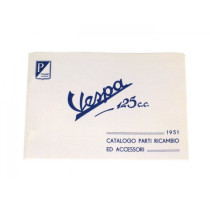 P
Vespa
125 c.c.
1951
CATALOGO PARTI RICAMBIO
ED ACCESSORI